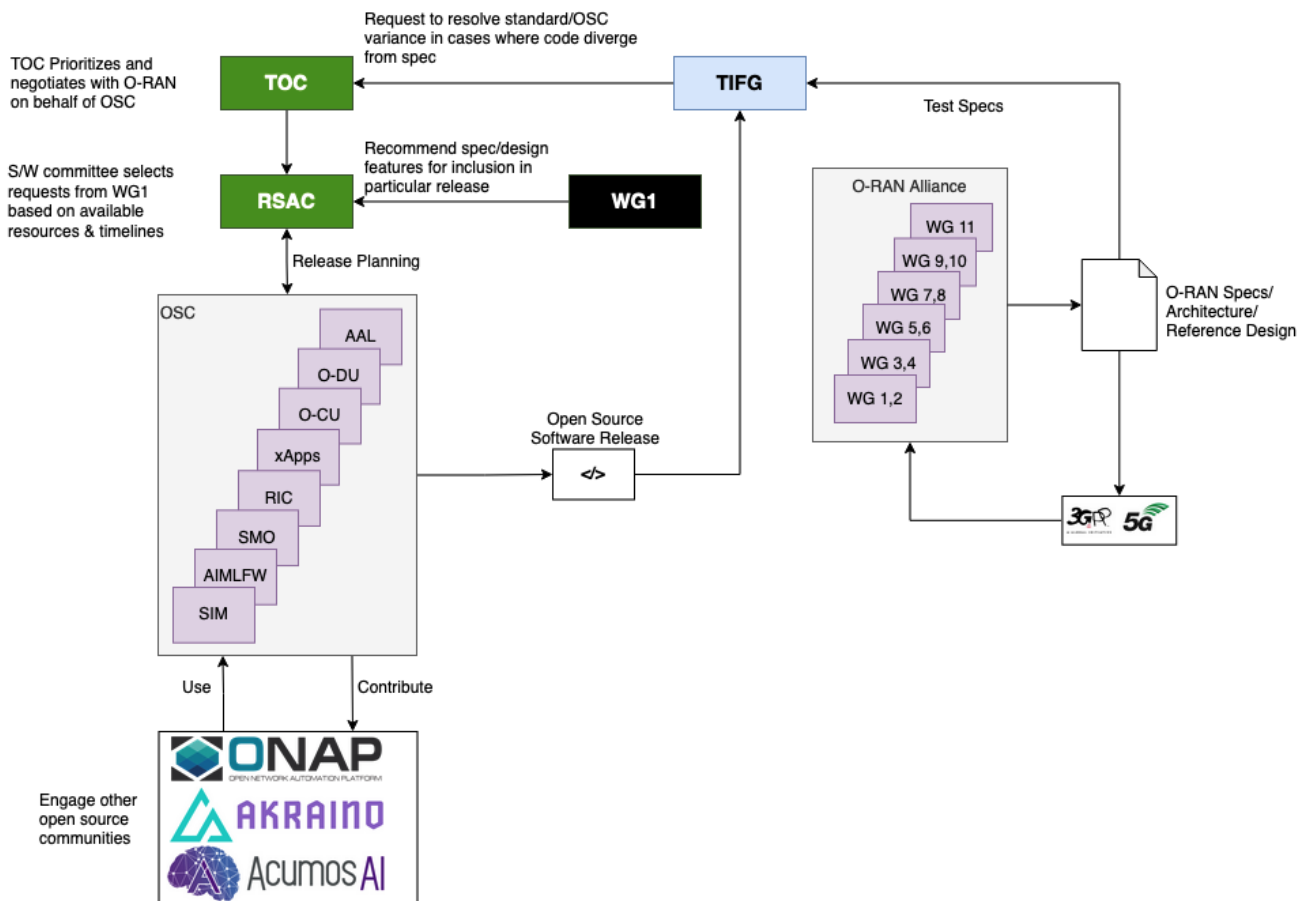 Request to resolve standard/OSC
variance in cases where code diverge
from spec
TOC Prioritizes and
negotiates with O-RAN
on behalf of OSC
TOC
TIFG
Test Specs
S/W committee selects
requests from WG1
based on available
resources & timelines
RSAC
Recommend spec/design
features for inclusion in
particular release
WG1
Release Planning
O-RAN Alliance
WG 11
WG 9,10
WG 7,8
WG 5,6
WG 3,4
WG 1,2
O-RAN Specs/
Architecture/
Reference Design
OSC
AAL
O-DU
O-CU
xApps
RIC
SMO
AIMLFW
SIM
Open Source
Software Release
</>
3GPP
A GLOBAL INITIATIVE
5G
Use
Contribute
Engage other
open source
communities
ONAP
OPEN NETWORK AUTOMATION PLATFORM
AKRAINO
A
Acumos AI